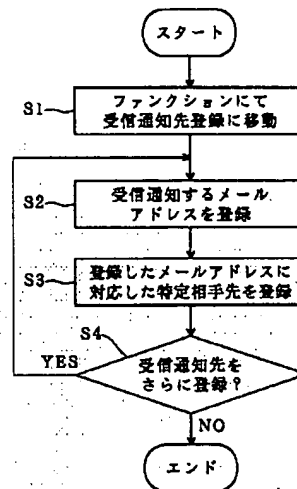 スタート
S1
ファンクションにて
受信通知先登録に移動
S2
受信通知するメール
アドレスを登録
S3
登録したメールアドレスに
対応した特定相手先を登録
S4
受信通知先を
さらに登録?
YES
NO
エンド